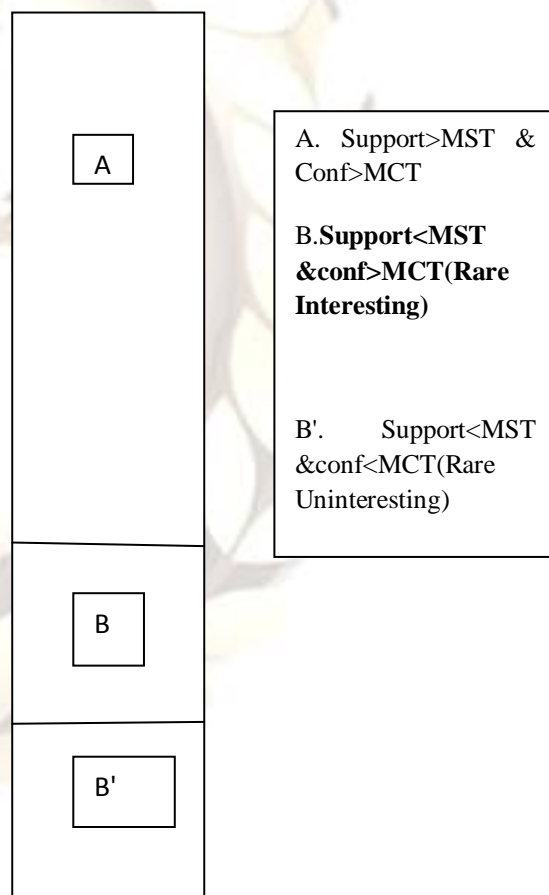 A
A. Support>MST &
Conf>MCT
B.Support<MST
&conf>MCT(Rare
Interesting)
B'. Support<MST
&conf<MCT(Rare
Uninteresting)
B
B'